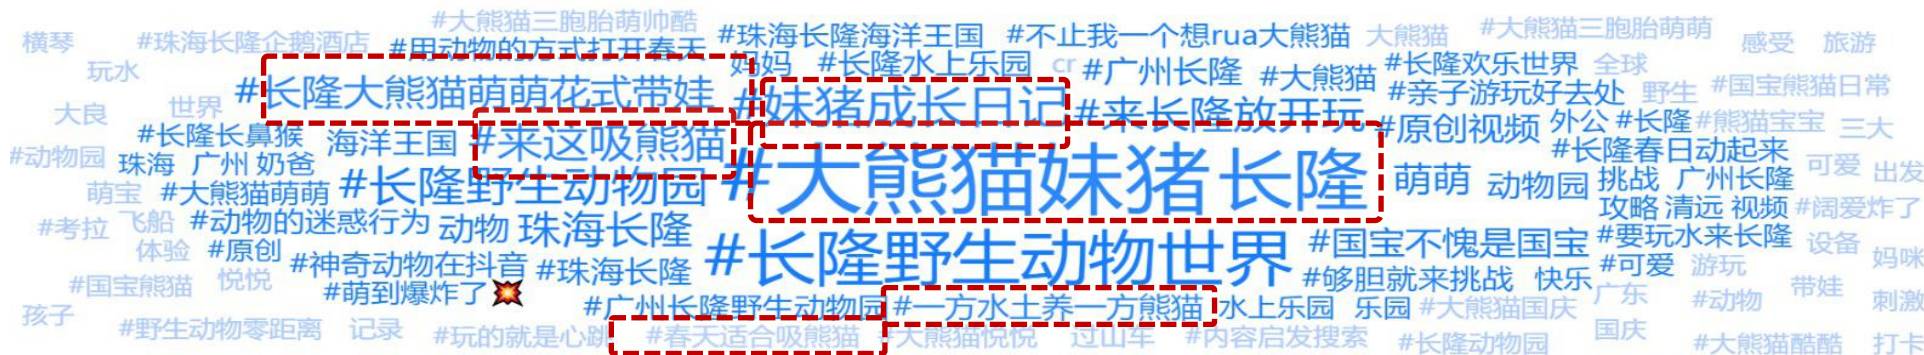 #大熊猫三胞胎萌帅酷
横琴 #珠海长隆企鹅酒店 #用动物的方式打开春天 #珠海长隆海洋王国 #不止我一个想rua大熊猫 大熊猫 #大熊猫三胞胎萌萌 感受 旅游
玩水 妈妈 #长隆水上乐园 cr #广州长隆 #大熊猫 #长隆欢乐世界 全球
大良 世界 #长隆大熊猫萌萌花式带娃 #妹猪成长日记 #来长隆放开玩 #亲子游玩好去处 野生 #国宝熊猫日常
#长隆长鼻猴 海洋王国 #来这吸熊猫 #原创视频 外公 #长隆 #熊猫宝宝 三大
#动物园 珠海 广州 奶爸 #大熊猫妹猪长隆 #长隆春日动起来 可爱 出发
萌宝 #大熊猫萌萌 #长隆野生动物园 萌萌 动物园 挑战 广州长隆
#考拉 飞船 #动物的迷惑行为 动物 珠海长隆 攻略 清远 视频 #阔爱炸了
体验 #原创 #长隆野生动物世界 #国宝不愧是国宝 #要玩水来长隆 设备 妈咪
#国宝熊猫 悦悦 #神奇动物在抖音 #珠海长隆 #够胆就来挑战 快乐 #可爱 游玩
#萌到爆炸了💥 #广州长隆野生动物园 #一方水土养一方熊猫 水上乐园 乐园 #大熊猫国庆 广东 #动物 带娃 刺激
孩子 #野生动物零距离 记录 #玩的就是心跳 #春天适合吸熊猫 #大熊猫悦悦 过山车 #内容启发搜索 #长隆动物园 国庆 #大熊猫酷酷 打卡